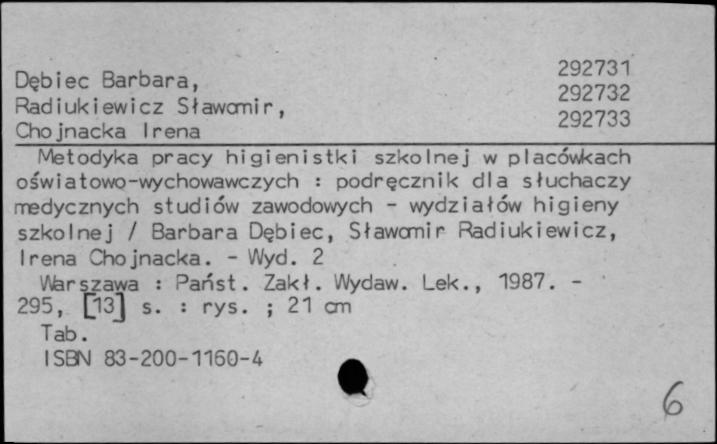 Dębiec Barbara, 292731
Radiukiewicz Sławomir, 292732
Chojnacka Irena 292733
Metodyka pracy higienistki szkolnej w placówkach
oświatowo-wychowawczych : podręcznik dla słuchaczy
medycznych studiów zawodowych - wydziałów higieny
szkolnej / Barbara Dębiec, Sławomir Radiukiewicz,
Irena Chojnacka. - Wyd. 2
Warszawa : Państ. Zakł. Wydaw. Lek., 1987. -
295, [13] s. : rys. ; 21 cm
Tab.
ISBN 83-200-1160-4
6